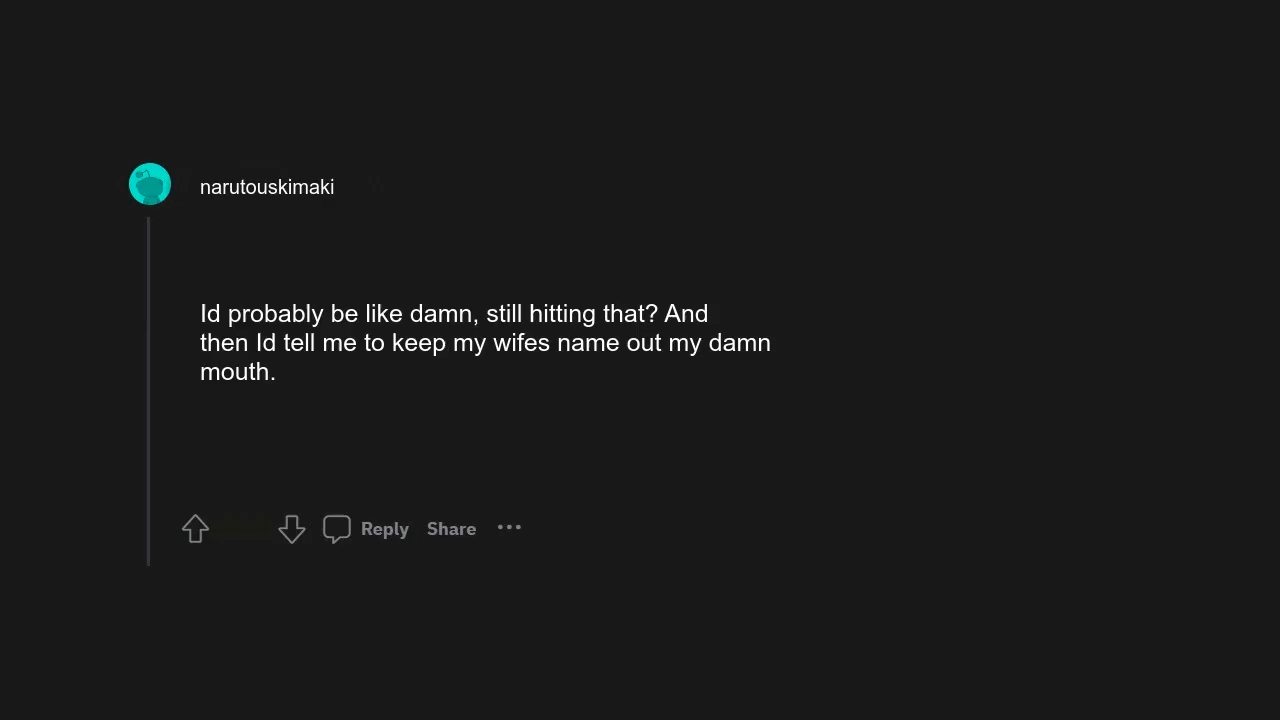 narutouskimaki
Id probably be like damn, still hitting that? And
then Id tell me to keep my wifes name out my damn
mouth.
Reply Share